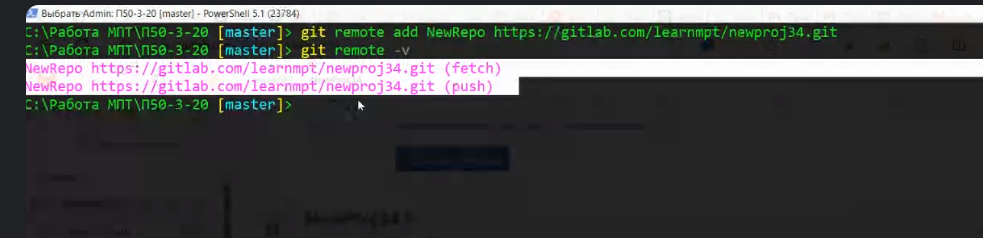 Выбрать Admin: П50-3-20 [master] - PowerShell 5.1 (23784)
C:\Работа МПТ\П50-3-20 [master]> git remote add NewRepo https://gitlab.com/learnmpt/newproj34.git
C:\Работа МПТ\П50-3-20 [master]> git remote -v
NewRepo https://gitlab.com/learnmpt/newproj34.git (fetch)
NewRepo https://gitlab.com/learnmpt/newproj34.git (push)
C:\Работа МПТ\П50-3-20 [master]>